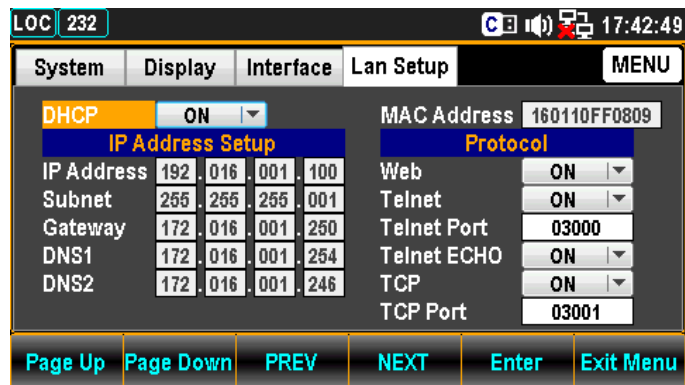 LOC 232 C 17:42:49
System Display Interface Lan Setup MENU
DHCP ON MAC Address 160110FF0809
IP Address Setup Protocol
IP Address 192 . 016 . 001 . 100 Web ON
Subnet 255 . 255 . 255 . 001 Telnet ON
Gateway 172 . 016 . 001 . 250 Telnet Port 03000
DNS1 172 . 016 . 001 . 254 Telnet ECHO ON
DNS2 172 . 016 . 001 . 246 TCP ON
TCP Port 03001
Page Up Page Down PREV NEXT Enter Exit Menu